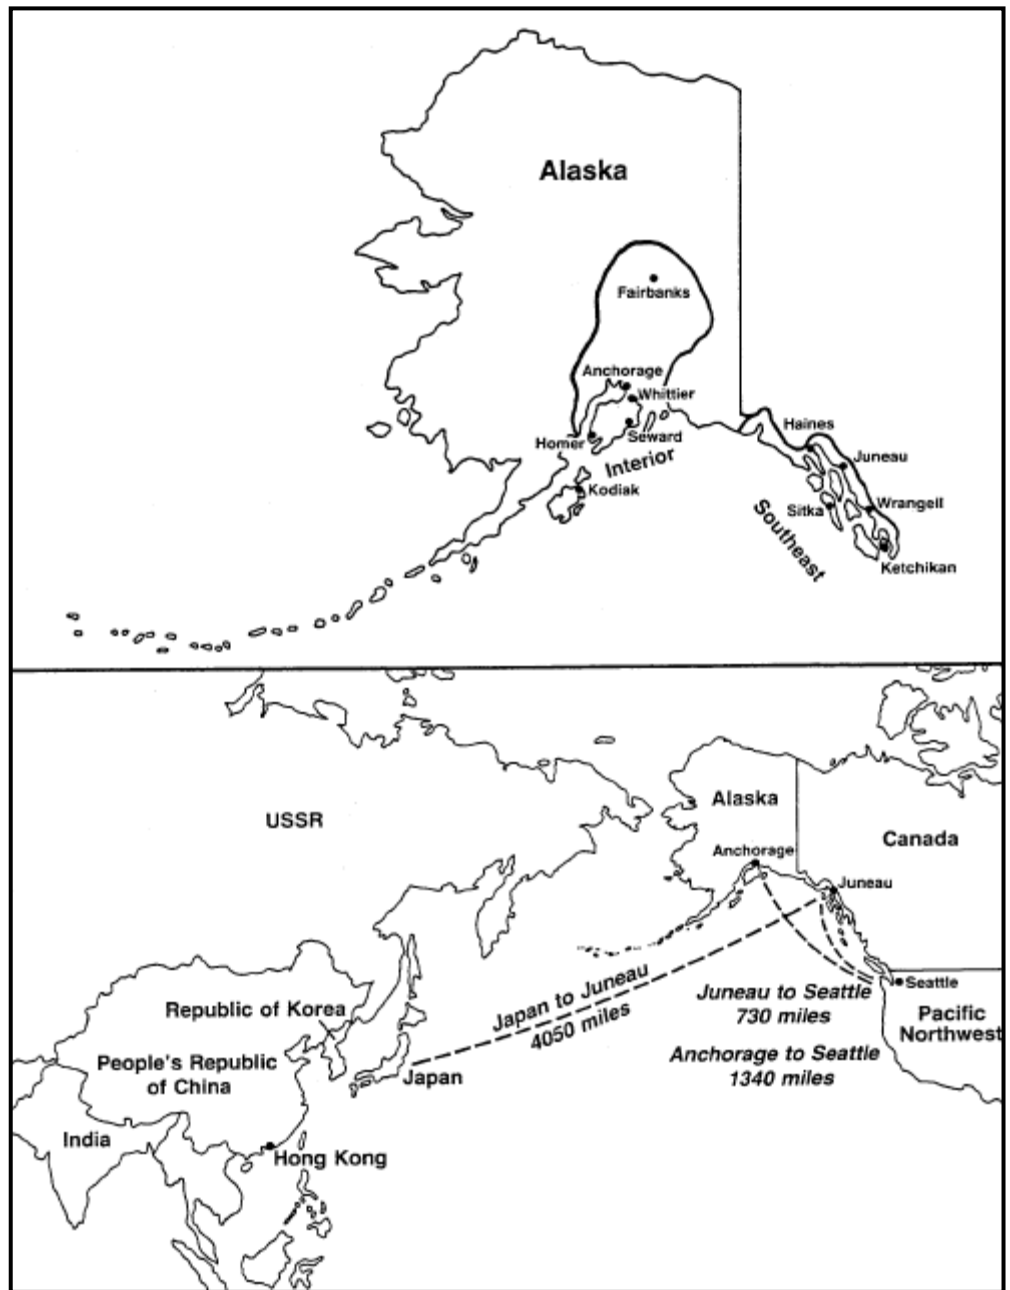 Alaska
Fairbanks
Anchorage
Whittier
Seward
Homer
Interior
Kodiak
Haines
Juneau
Wrangell
Sitka
Southeast
Ketchikan
USSR
Alaska
Canada
Anchorage
Juneau
Seattle
Pacific
Northwest
Japan to Juneau
4050 miles
Juneau to Seattle
730 miles
Anchorage to Seattle
1340 miles
Republic of Korea
People's Republic
of China
Japan
India
Hong Kong